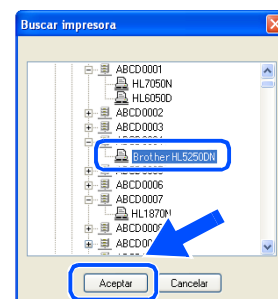 Buscar impresora
ABCD0001
HL7050N
HL6050D
ABCD0002
ABCD0003
Brother HL5250DN
ABCD0006
ABCD0007
HL1870N
Aceptar
Cancelar